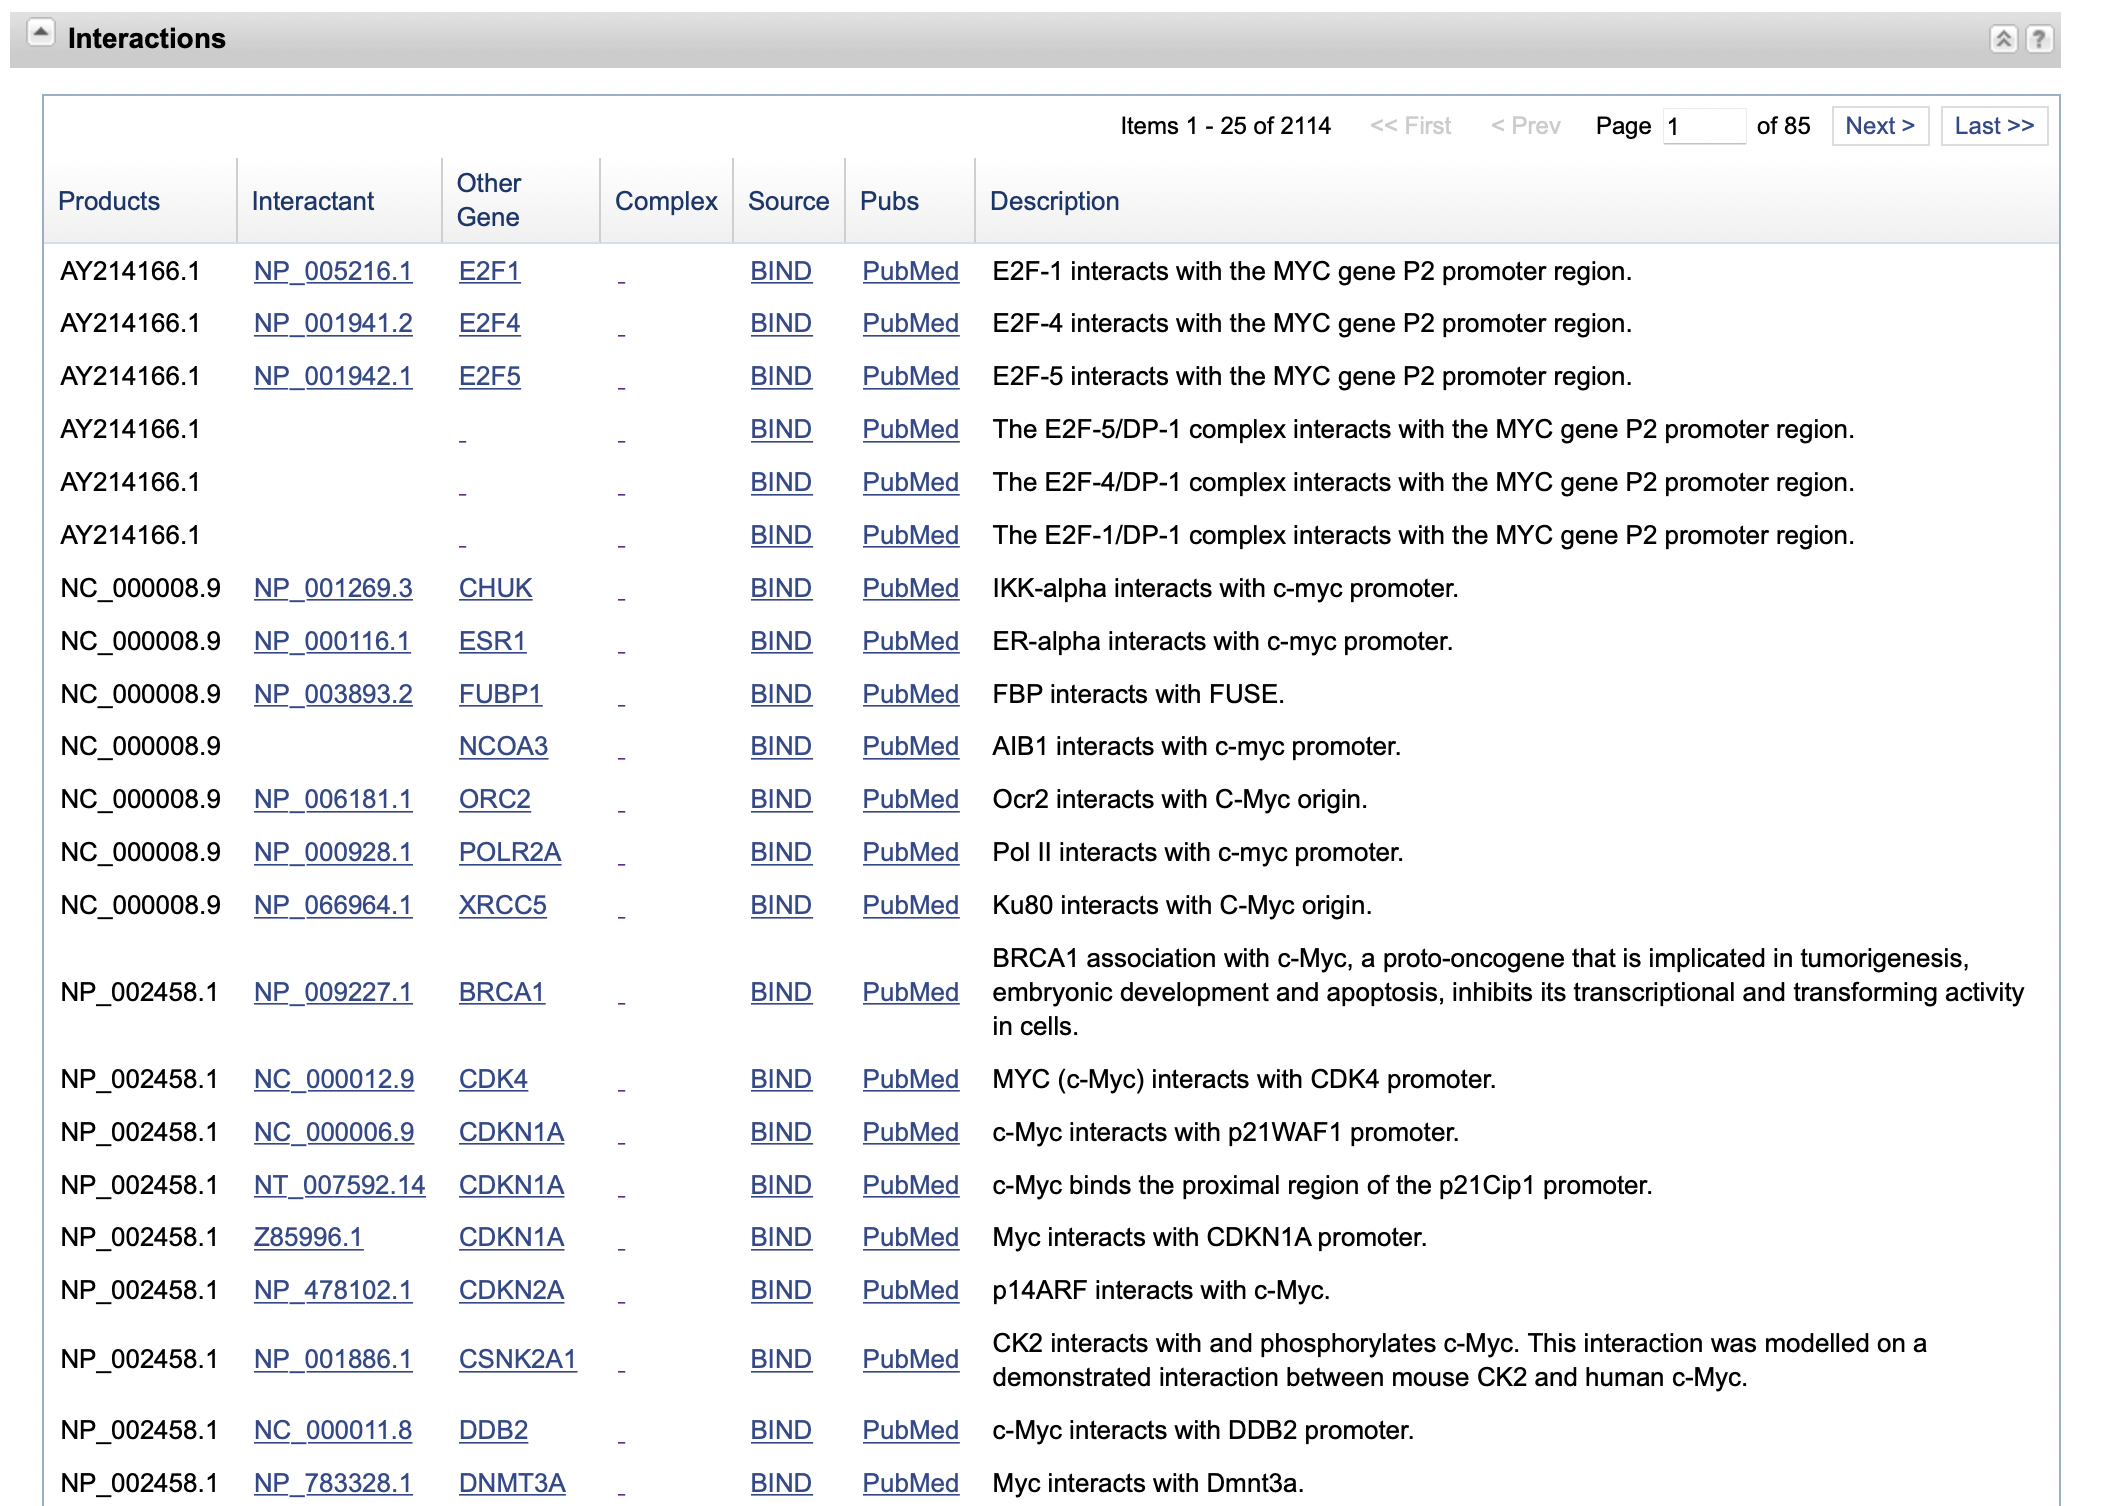 Interactions
Items 1 - 25 of 2114 << First < Prev Page 1 of 85 Next > Last >>
Products Interactant Other Gene Complex Source Pubs Description
AY214166.1 NP_005216.1 E2F1 - BIND PubMed E2F-1 interacts with the MYC gene P2 promoter region.
AY214166.1 NP_001941.2 E2F4 - BIND PubMed E2F-4 interacts with the MYC gene P2 promoter region.
AY214166.1 NP_001942.1 E2F5 - BIND PubMed E2F-5 interacts with the MYC gene P2 promoter region.
AY214166.1 - - BIND PubMed The E2F-5/DP-1 complex interacts with the MYC gene P2 promoter region.
AY214166.1 - - BIND PubMed The E2F-4/DP-1 complex interacts with the MYC gene P2 promoter region.
AY214166.1 - - BIND PubMed The E2F-1/DP-1 complex interacts with the MYC gene P2 promoter region.
NC_000008.9 NP_001269.3 CHUK - BIND PubMed IKK-alpha interacts with c-myc promoter.
NC_000008.9 NP_000116.1 ESR1 - BIND PubMed ER-alpha interacts with c-myc promoter.
NC_000008.9 NP_003893.2 FUBP1 - BIND PubMed FBP interacts with FUSE.
NC_000008.9 NCOA3 - BIND PubMed AIB1 interacts with c-myc promoter.
NC_000008.9 NP_006181.1 ORC2 - BIND PubMed Ocr2 interacts with C-Myc origin.
NC_000008.9 NP_000928.1 POLR2A - BIND PubMed Pol II interacts with c-myc promoter.
NC_000008.9 NP_066964.1 XRCC5 - BIND PubMed Ku80 interacts with C-Myc origin.
NP_002458.1 NP_009227.1 BRCA1 - BIND PubMed BRCA1 association with c-Myc, a proto-oncogene that is implicated in tumorigenesis,
embryonic development and apoptosis, inhibits its transcriptional and transforming activity
in cells.
NP_002458.1 NC_000012.9 CDK4 - BIND PubMed MYC (c-Myc) interacts with CDK4 promoter.
NP_002458.1 NC_000006.9 CDKN1A - BIND PubMed c-Myc interacts with p21WAF1 promoter.
NP_002458.1 NT_007592.14 CDKN1A - BIND PubMed c-Myc binds the proximal region of the p21Cip1 promoter.
NP_002458.1 Z85996.1 CDKN1A - BIND PubMed Myc interacts with CDKN1A promoter.
NP_002458.1 NP_478102.1 CDKN2A - BIND PubMed p14ARF interacts with c-Myc.
NP_002458.1 NP_001886.1 CSNK2A1 - BIND PubMed CK2 interacts with and phosphorylates c-Myc. This interaction was modelled on a
demonstrated interaction between mouse CK2 and human c-Myc.
NP_002458.1 NC_000011.8 DDB2 - BIND PubMed c-Myc interacts with DDB2 promoter.
NP_002458.1 NP_783328.1 DNMT3A - BIND PubMed Myc interacts with Dmnt3a.